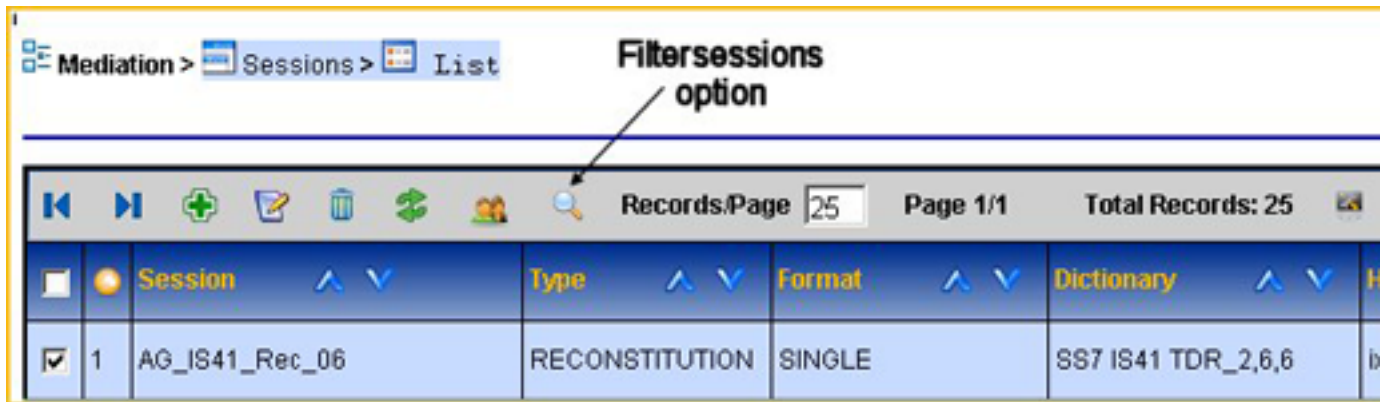 Mediation > Sessions > List
Filtersessions
option
Records/Page 25 Page 1/1 Total Records: 25
Session Type Format Dictionary
1 AG_IS41_Rec_06 RECONSTITUTION SINGLE SS7 IS41 TDR_2,6,6